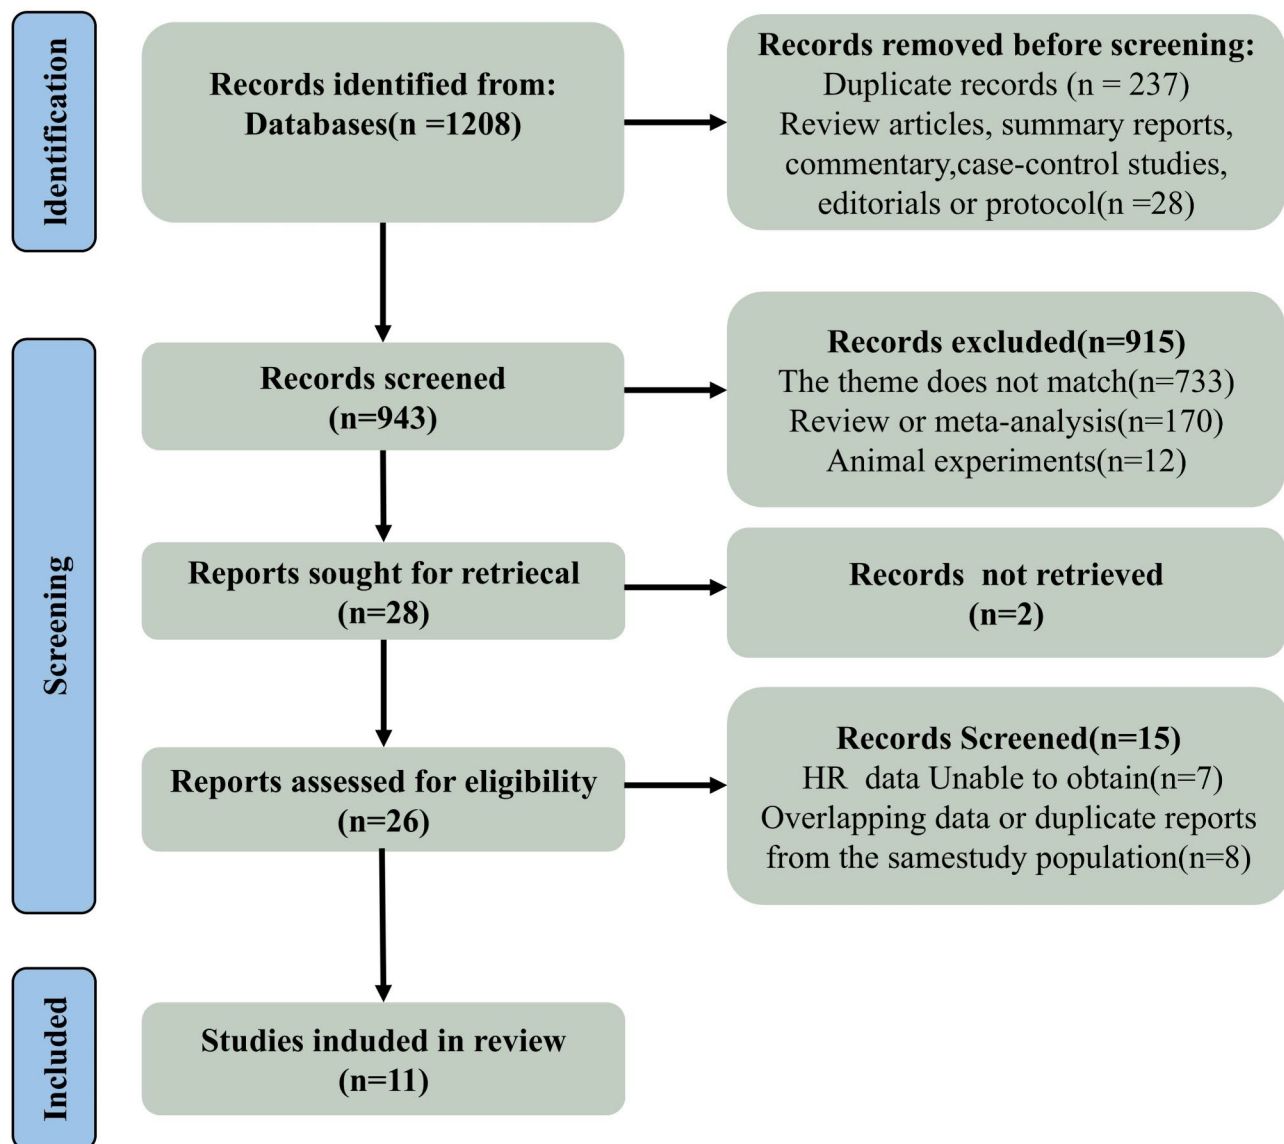 Identification
Records identified from:
Databases(n =1208)
Records removed before screening:
Duplicate records (n = 237)
Review articles, summary reports,
commentary,case-control studies,
editorials or protocol(n =28)
Screening
Records screened
(n=943)
Records excluded(n=915)
The theme does not match(n=733)
Review or meta-analysis(n=170)
Animal experiments(n=12)
Reports sought for retriecal
(n=28)
Records  not retrieved
(n=2)
Reports assessed for eligibility
(n=26)
Records Screened(n=15)
HR  data Unable to obtain(n=7)
Overlapping data or duplicate reports
from the samestudy population(n=8)
Included
Studies induded in review
(n=11)